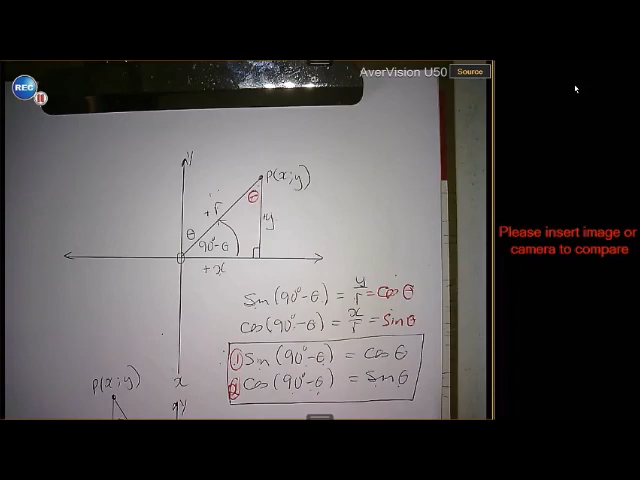 AverVision U50
Source
REC
Please insert image or
camera to compare
y
P(x;y)
+r
θ
+y
θ
90°-θ
+x
sin(90°-θ) = y/r = cos θ
cos(90°-θ) = x/r = sin θ
① sin(90°-θ) = cos θ
② cos(90°-θ) = sin θ
P(x;y)
x
y